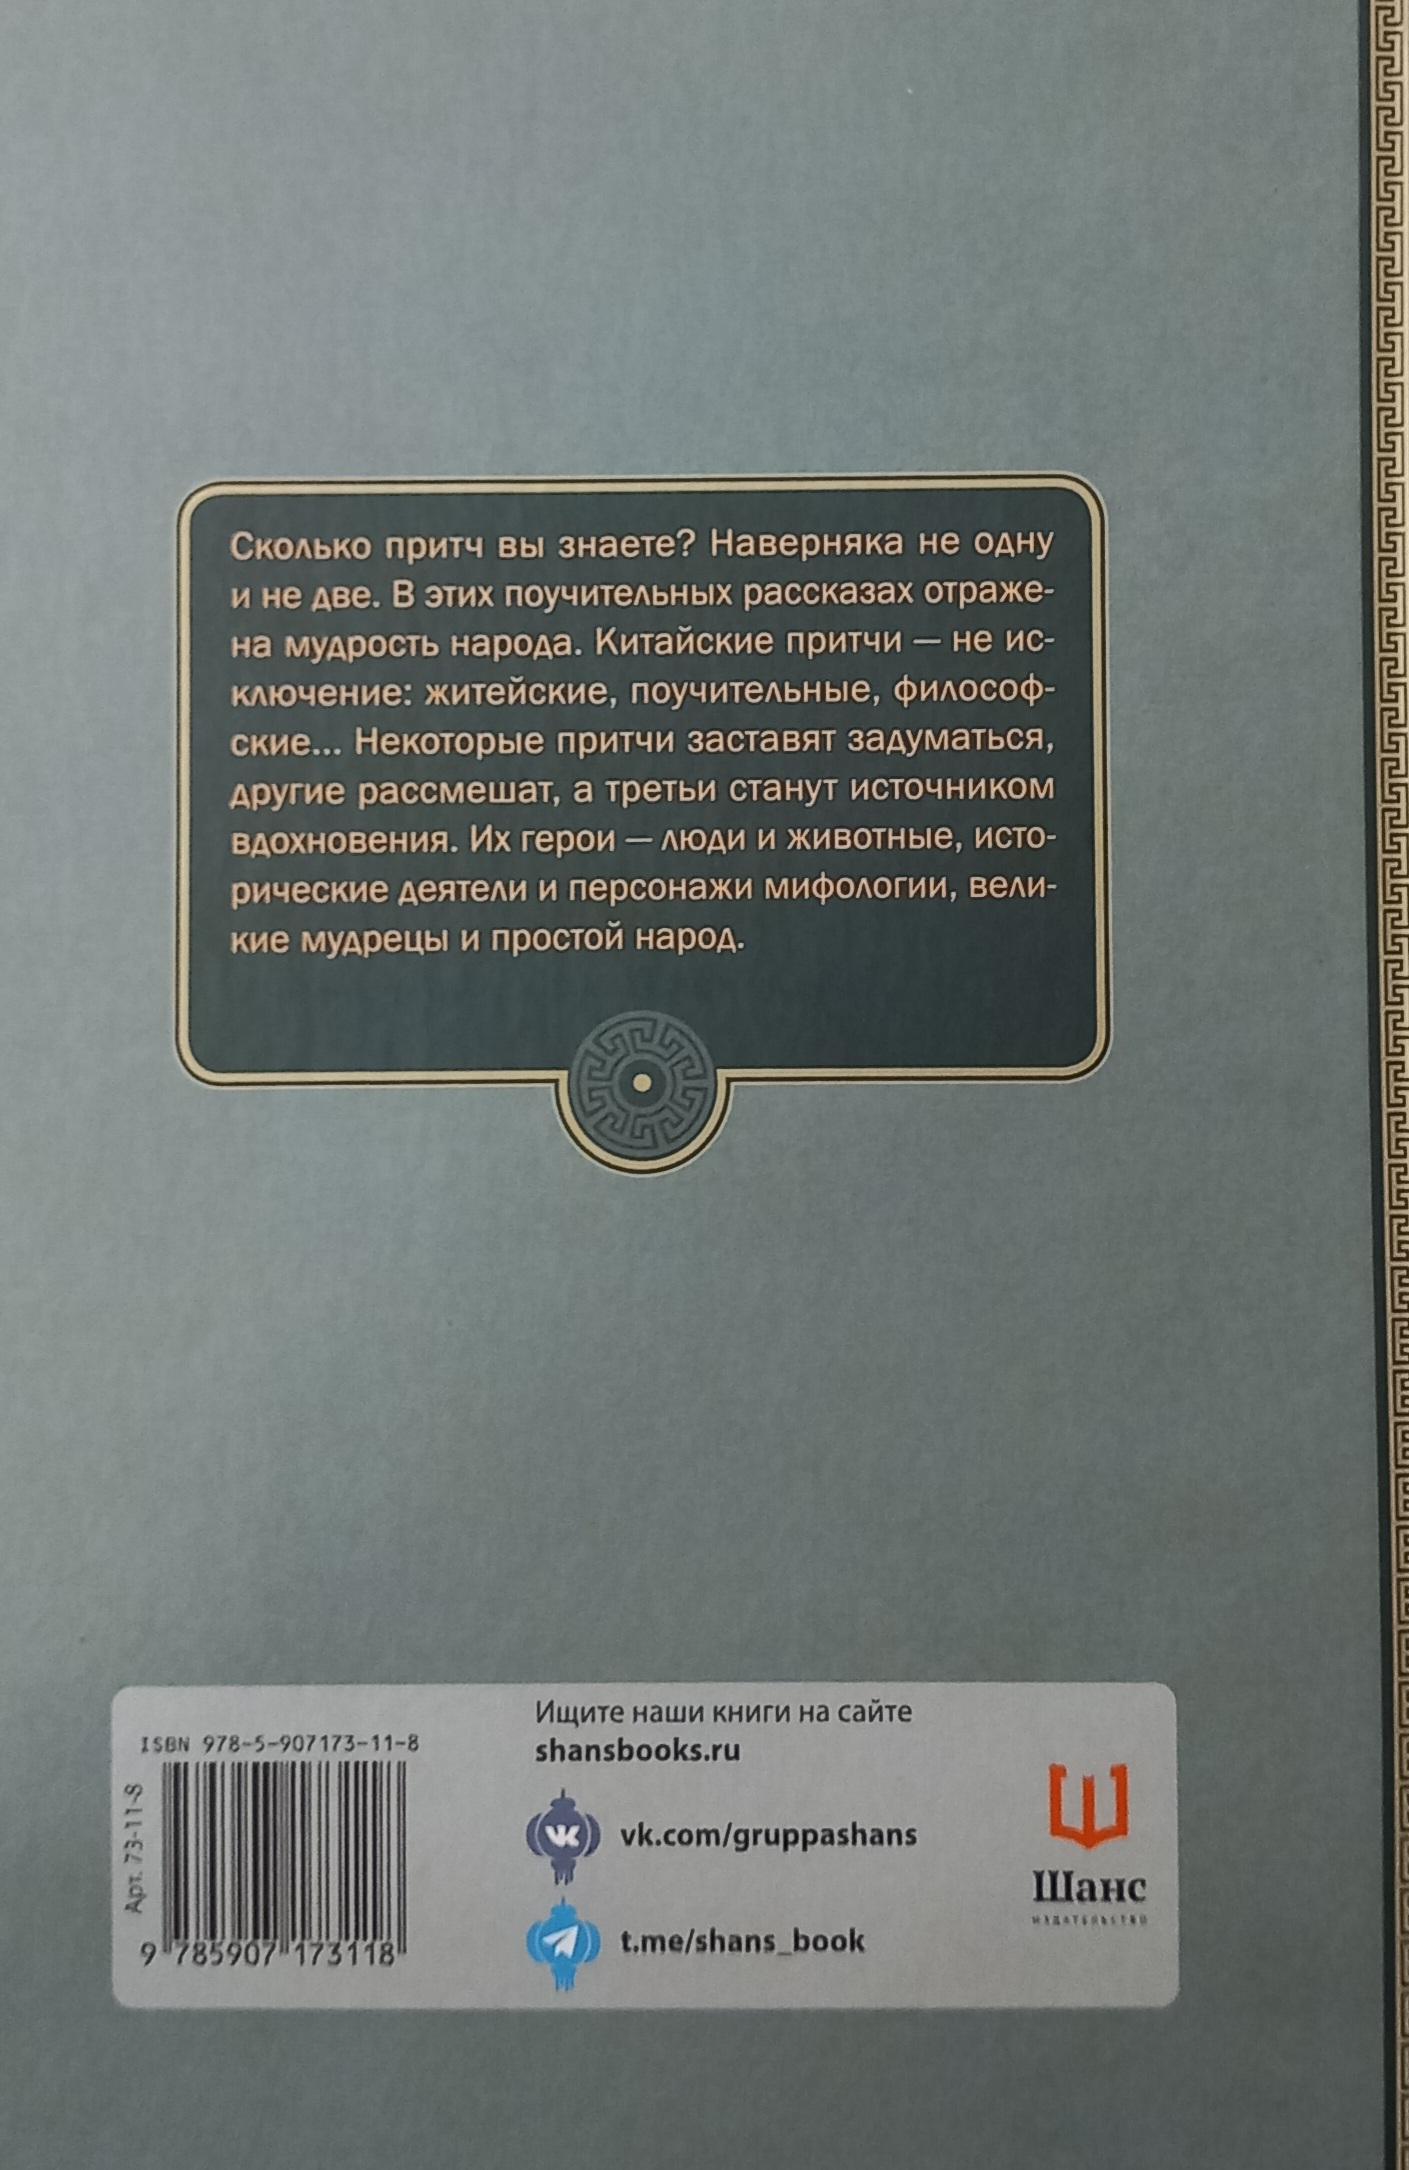 Сколько притч вы знаете? Наверняка не одну
и не две. В этих поучительных рассказах отраже-
на мудрость народа. Китайские притчи — не ис-
ключение: житейские, поучительные, философ-
ские... Некоторые притчи заставят задуматься,
другие рассмешат, а третьи станут источником
вдохновения. Их герои — люди и животные, исто-
рические деятели и персонажи мифологии, вели-
кие мудрецы и простой народ.
ISBN 978-5-907173-11-8
Арт. 73-11-8
9 785907 173118
Ищите наши книги на сайте
shansbooks.ru
vk.com/gruppashans
t.me/shans_book
Шанс
ИЗДАТЕЛЬСТВО